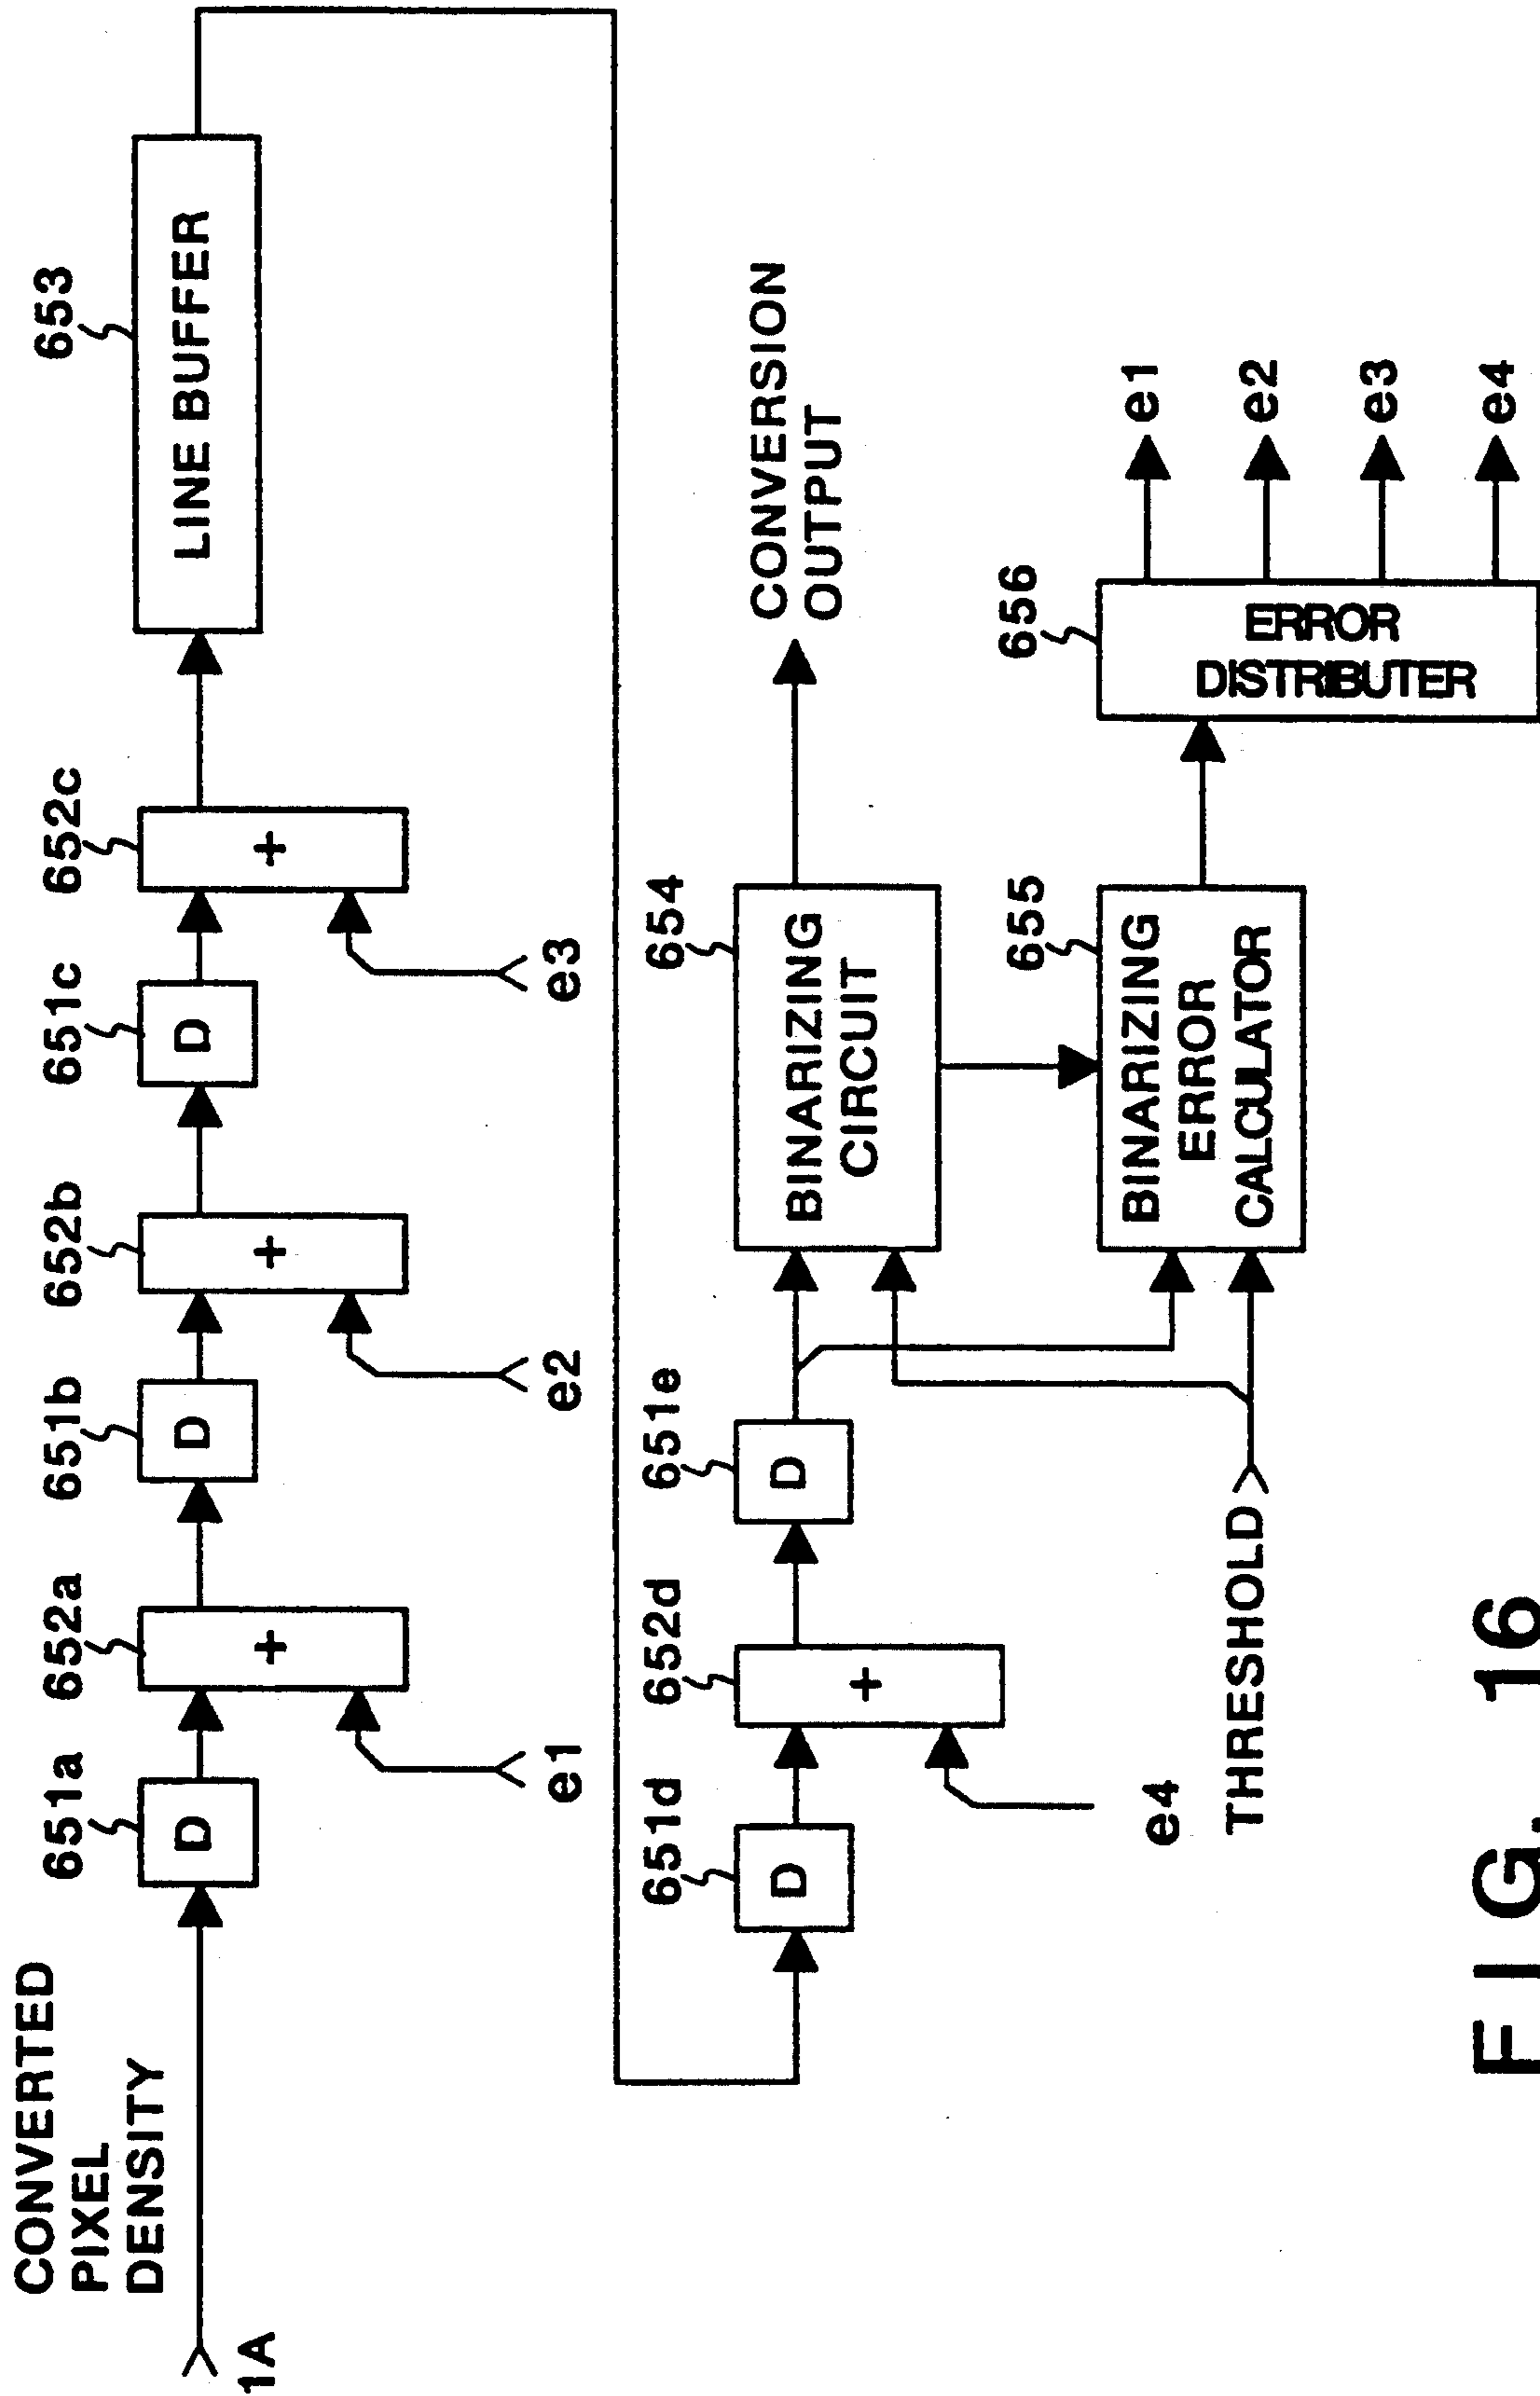 CONVERTED
PIXEL
DENSITY
1A
651a
D
652a
+
e1
651b
D
652b
+
e2
651c
D
652c
+
e3
653
LINE BUFFER
651d
D
652d
+
e4
651e
D
THRESHOLD
654
BINARIZING
CIRCUIT
CONVERSION
OUTPUT
655
BINARIZING
ERROR
CALCULATOR
656
ERROR
DISTRIBUTER
e1
e2
e3
e4
FIG. 16